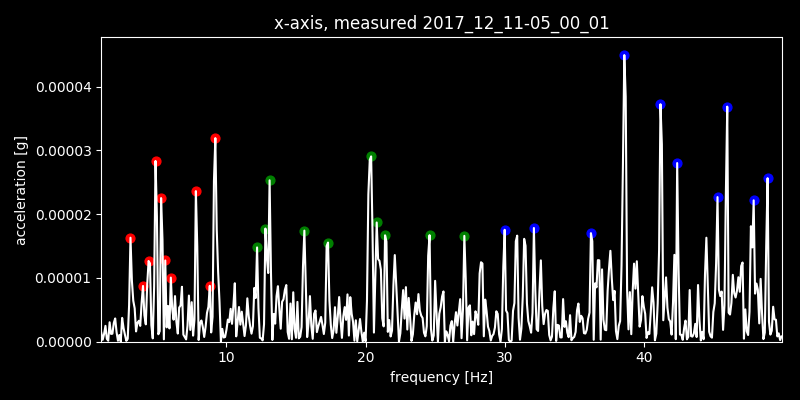 x-axis, measured 2017_12_11-05_00_01
0.00004
0.00003
0.00002
0.00001
0.00000
acceleration [g]
10 20 30 40
frequency [Hz]